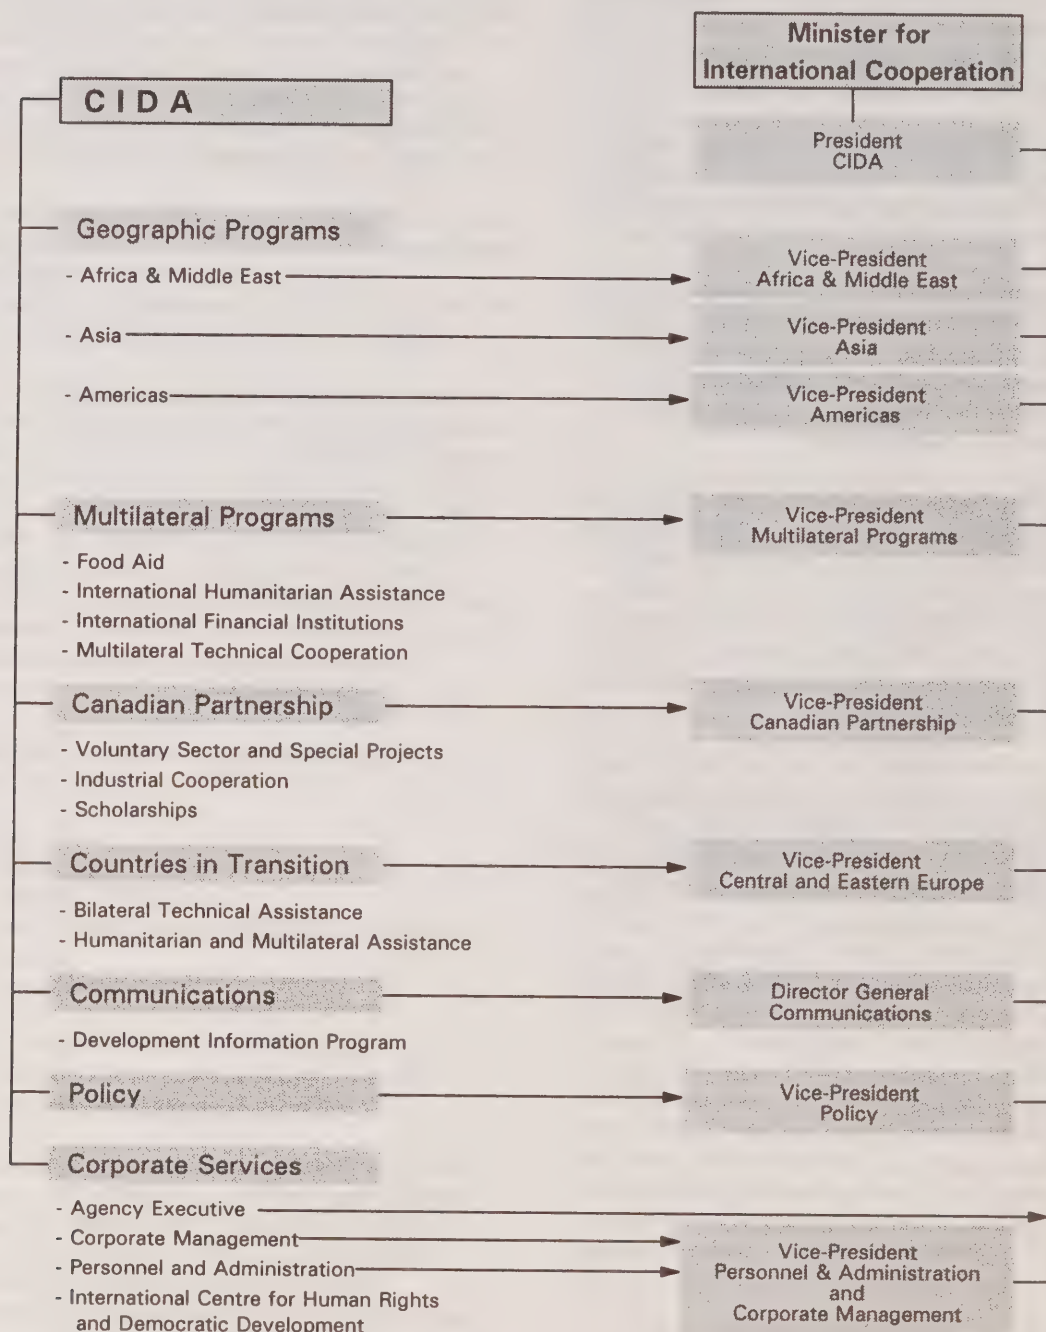 Minister for
International Cooperation
CIDA
President
CIDA
Geographic Programs
- Africa & Middle East
Vice-President
Africa & Middle East
- Asia
Vice-President
Asia
- Americas
Vice-President
Americas
Multilateral Programs
Vice-President
Multilateral Programs
- Food Aid
- International Humanitarian Assistance
- International Financial Institutions
- Multilateral Technical Cooperation
Canadian Partnership
Vice-President
Canadian Partnership
- Voluntary Sector and Special Projects
- Industrial Cooperation
- Scholarships
Countries in Transition
Vice-President
Central and Eastern Europe
- Bilateral Technical Assistance
- Humanitarian and Multilateral Assistance
Communications
Director General
Communications
- Development Information Program
Policy
Vice-President
Policy
Corporate Services
- Agency Executive
- Corporate Management
- Personnel and Administration
- International Centre for Human Rights
and Democratic Development
Vice-President
Personnel & Administration
and
Corporate Management